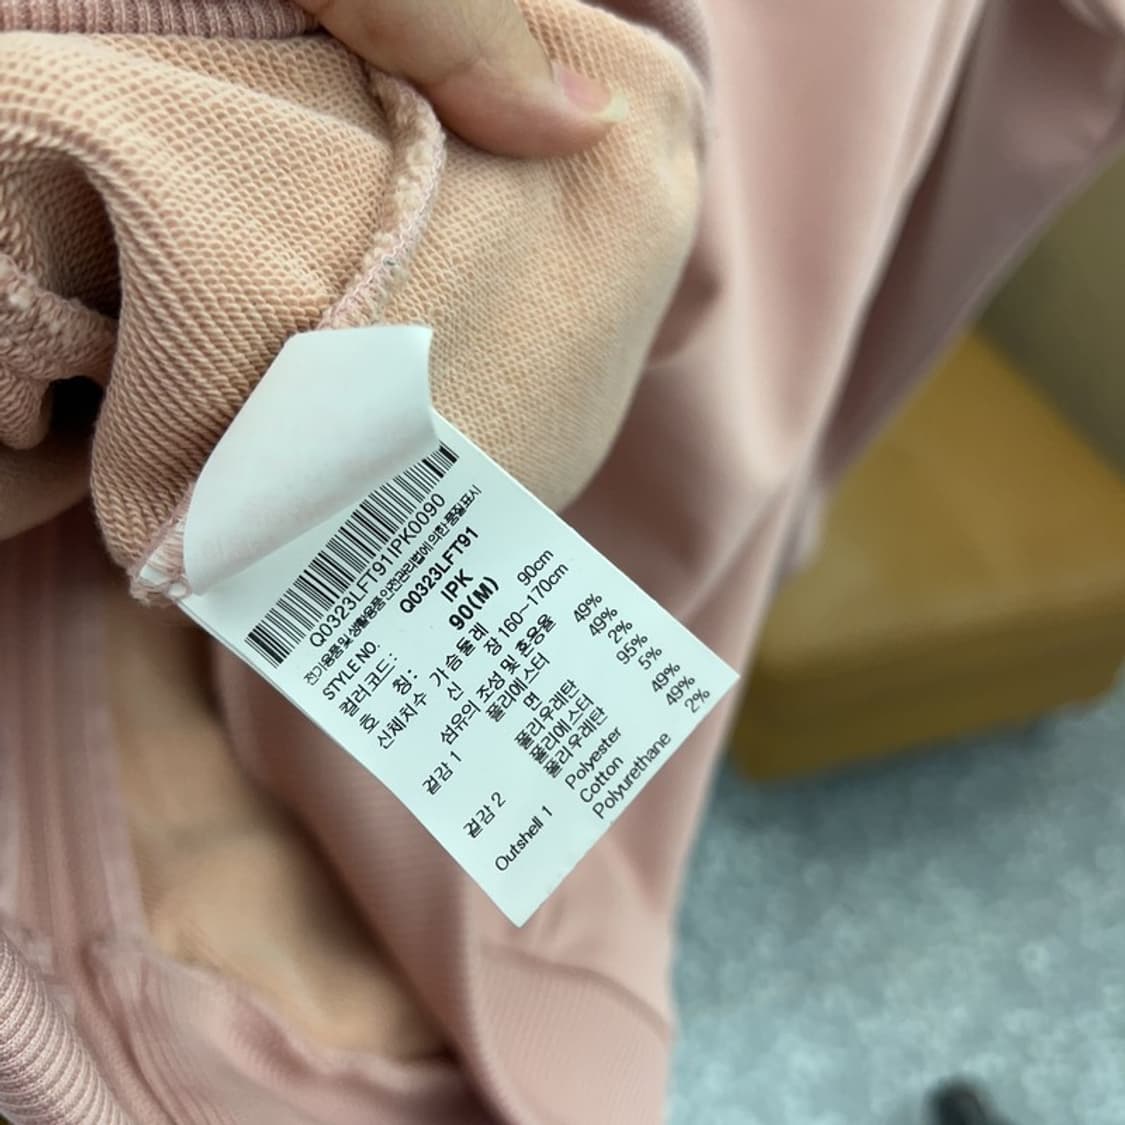 Q0323LFT91IPK0090
전기용품 및 생활용품 안전관리법에 의한 품질표시
STYLE NO. Q0323LFT91
컬러코드: IPK
호 칭: 90(M)
신체치수 가슴둘레 90cm
신 장 160~170cm
섬유의 조성 및 혼용율
겉감 1 폴리에스터 49%
면 49%
폴리우레탄 2%
겉감 2 폴리에스터 95%
폴리우레탄 5%
Outshell 1 Polyester 49%
Cotton 49%
Polyurethane 2%